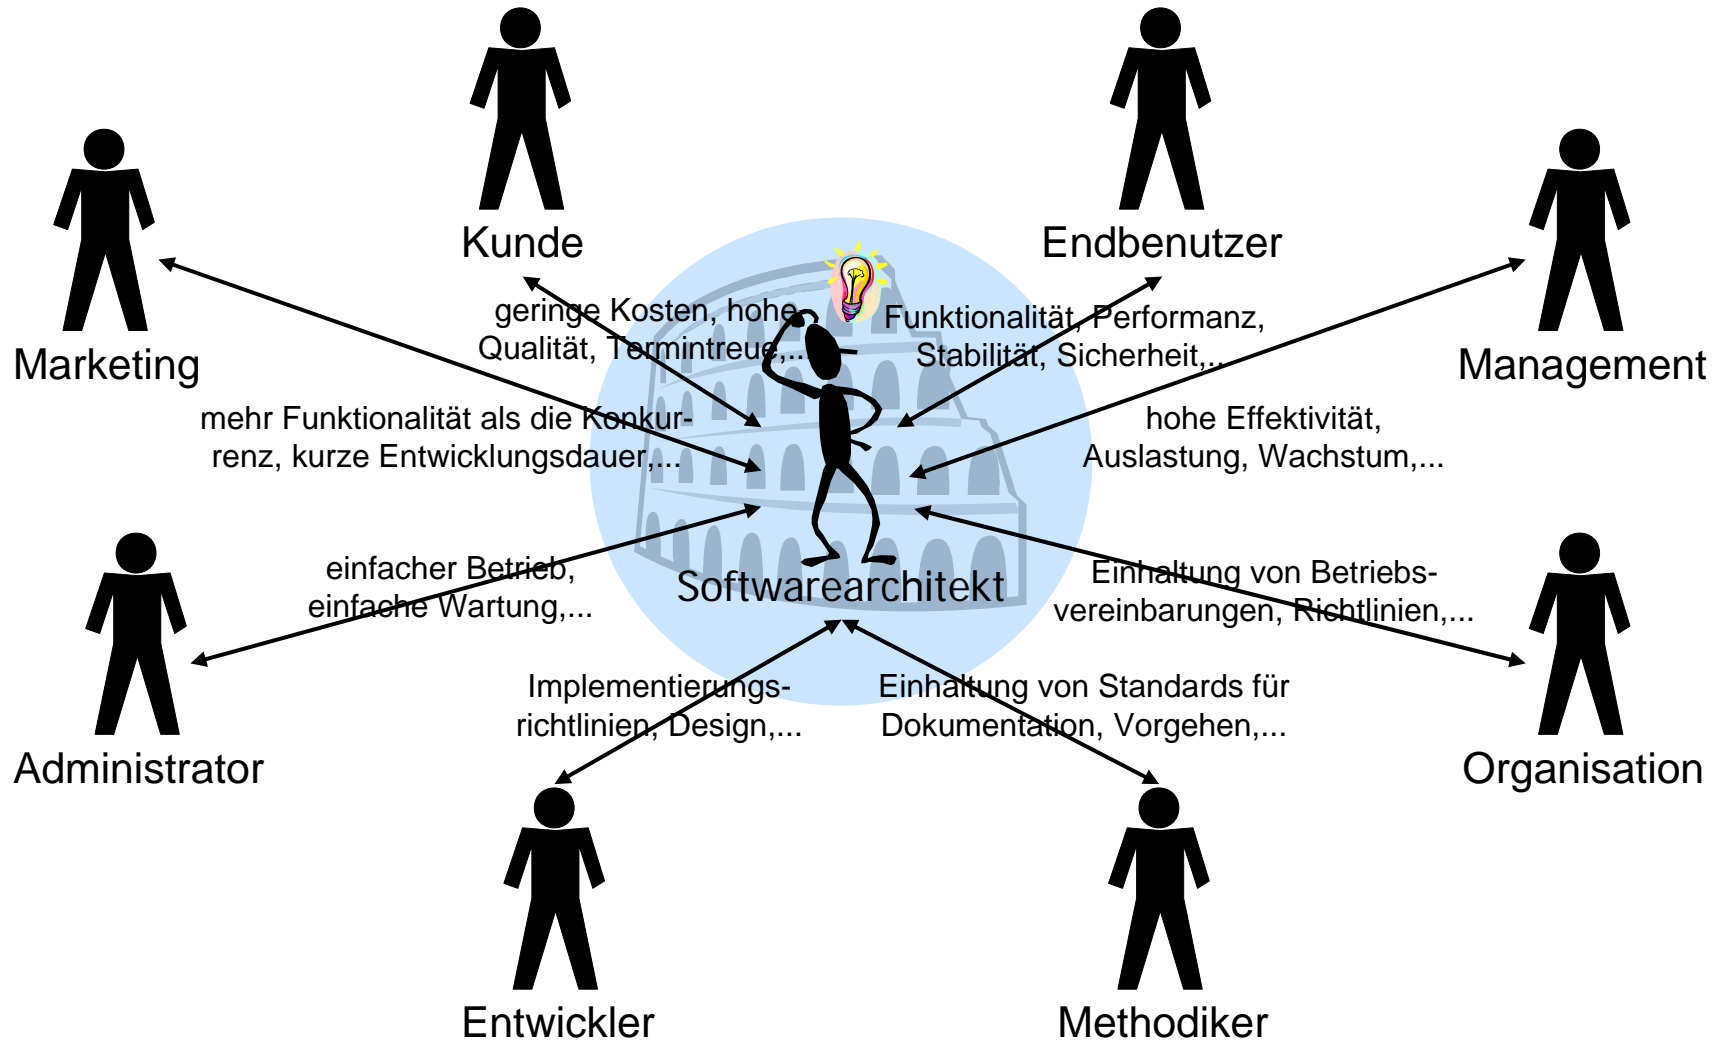 Kunde
Endbenutzer
Marketing
Management
geringe Kosten, hohe
Qualität, Termintreue,...
Funktionalität, Performanz,
Stabilität, Sicherheit,...
mehr Funktionalität als die Konkur-
renz, kurze Entwicklungsdauer,...
hohe Effektivität,
Auslastung, Wachstum,...
einfacher Betrieb,
einfache Wartung,...
Softwarearchitekt
Einhaltung von Betriebs-
vereinbarungen, Richtlinien,...
Implementierungs-
richtlinien, Design,...
Einhaltung von Standards für
Dokumentation, Vorgehen,...
Administrator
Organisation
Entwickler
Methodiker